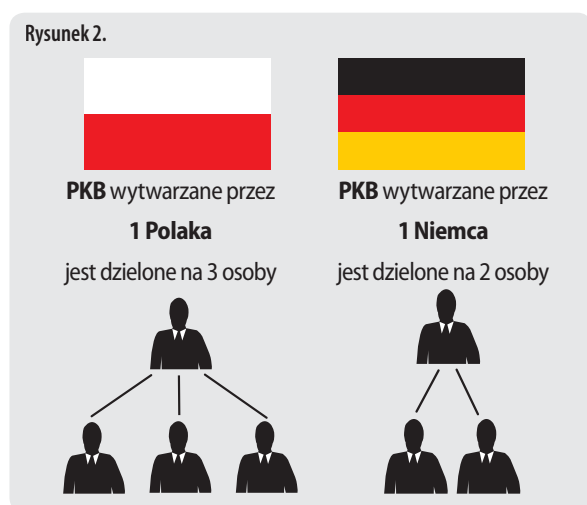 Rysunek 2.
PKB wytwarzane przez
1 Polaka
jest dzielone na 3 osoby
PKB wytwarzane przez
1 Niemca
jest dzielone na 2 osoby